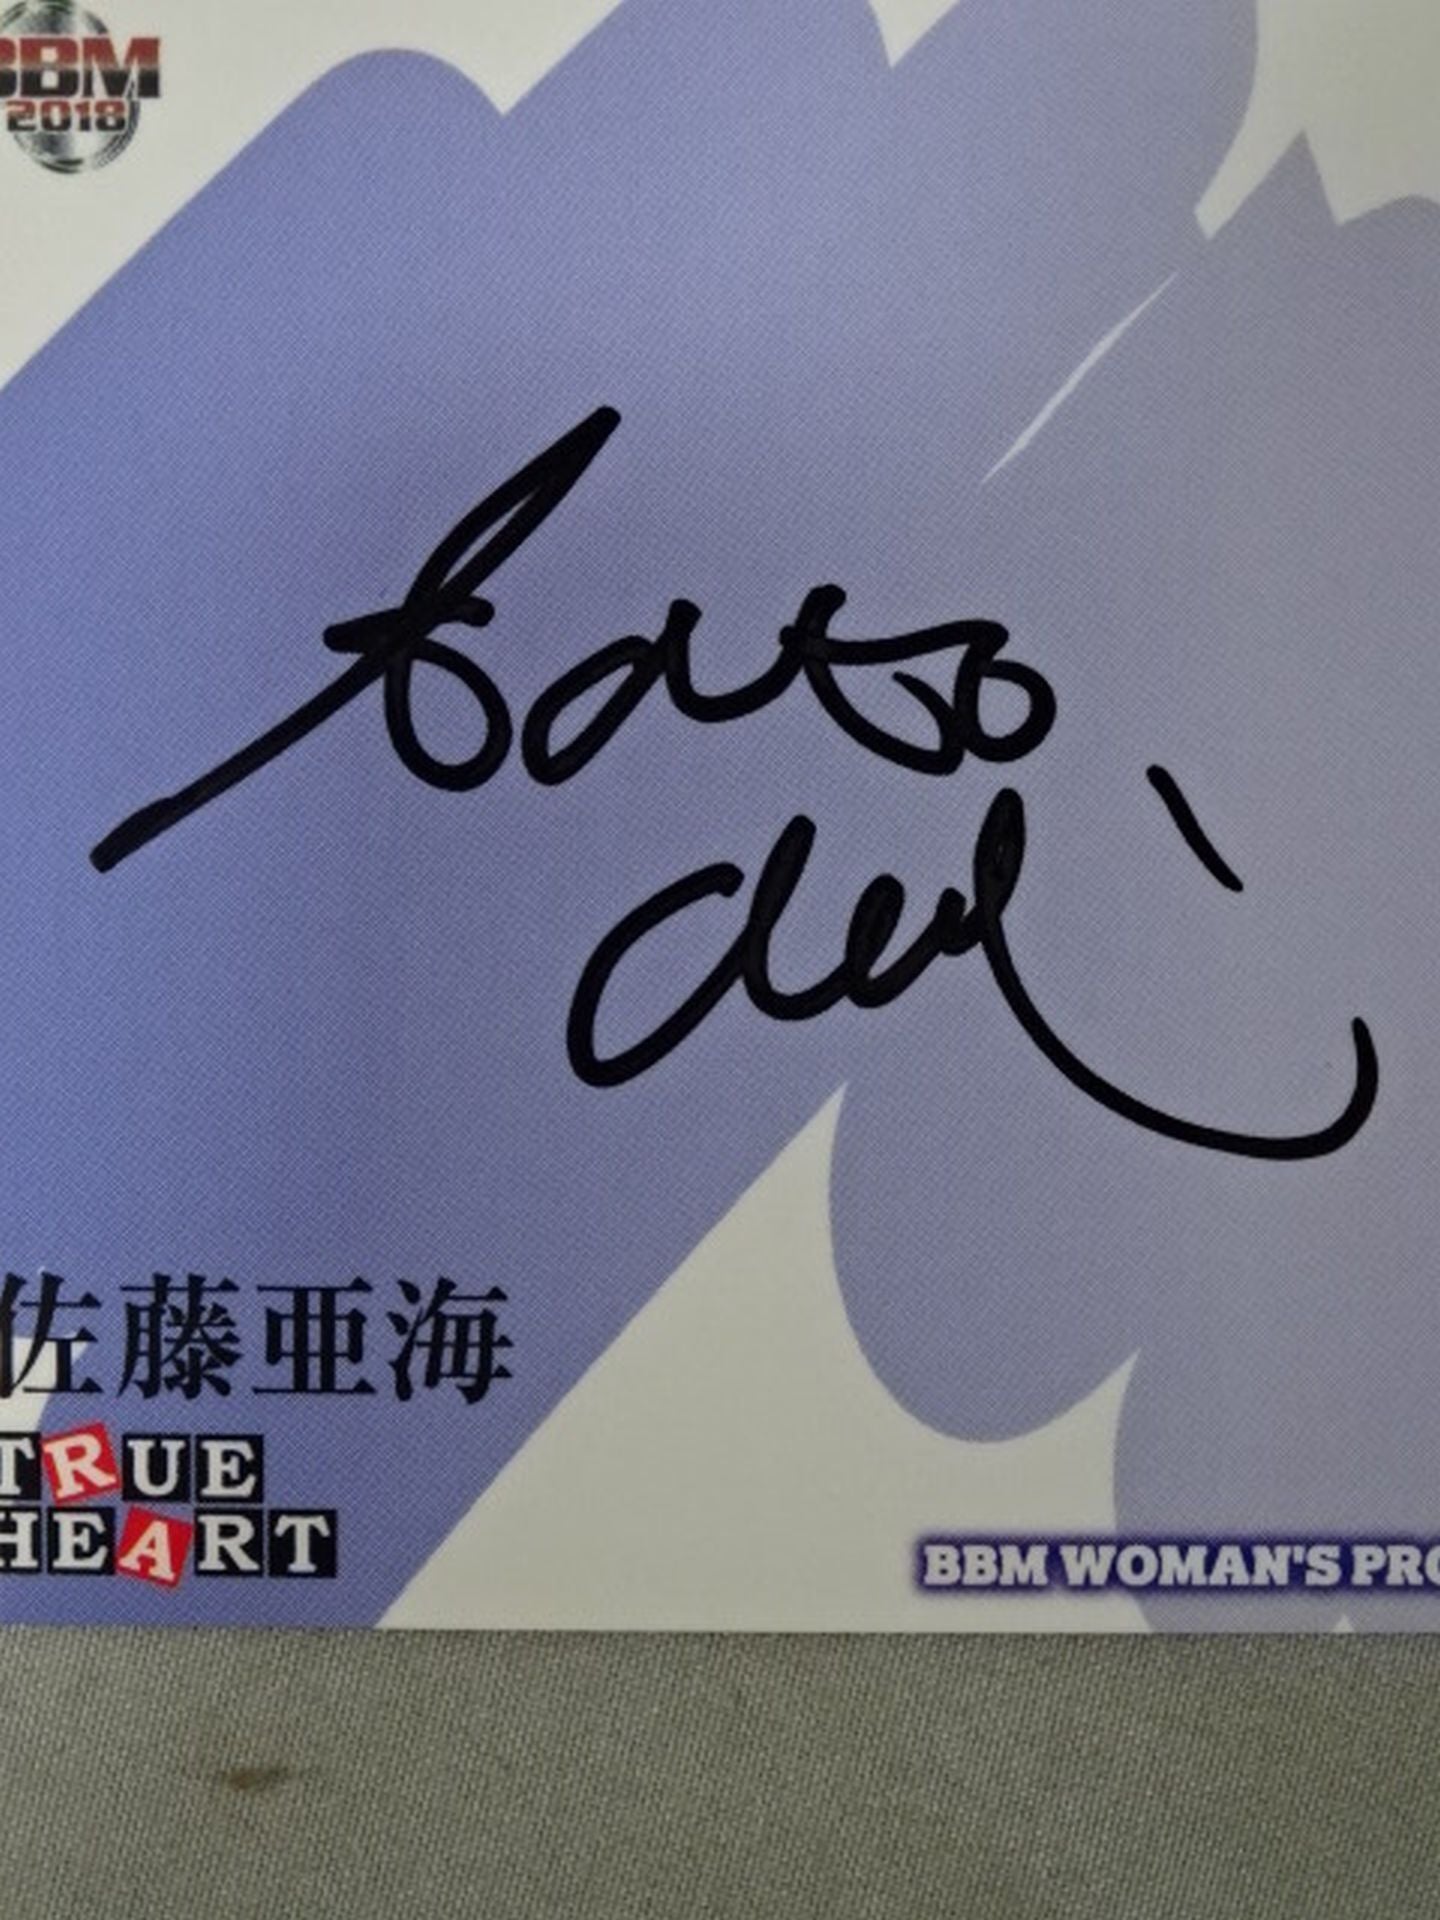 BBM
2018
Sato
Ami
佐藤亜海
TRUE
HEART
BBM WOMAN'S PRO